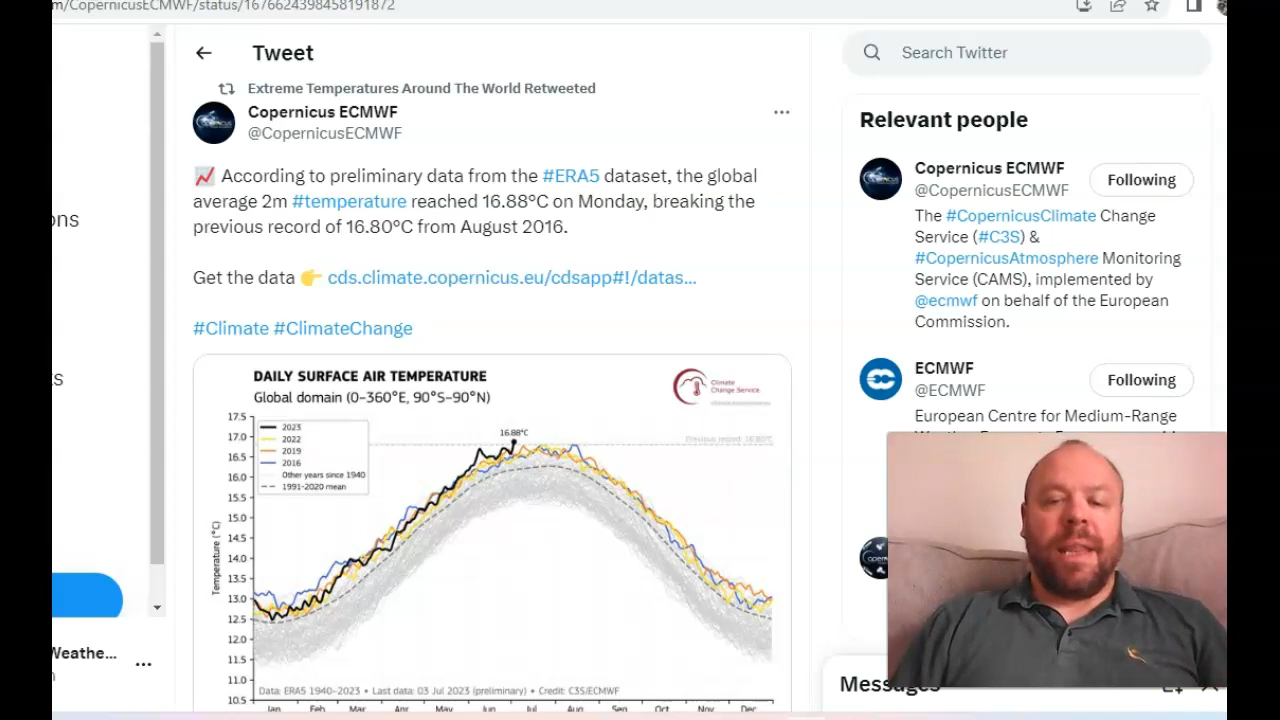 m/CopernicusECMWF/status/1676624398458191872
Tweet
Search Twitter
Extreme Temperatures Around The World Retweeted
Copernicus ECMWF
@CopernicusECMWF
According to preliminary data from the #ERA5 dataset, the global
average 2m #temperature reached 16.88°C on Monday, breaking the
previous record of 16.80°C from August 2016.
Get the data 👉 cds.climate.copernicus.eu/cdsapp#!/datas...
#Climate #ClimateChange
DAILY SURFACE AIR TEMPERATURE
Global domain (0–360°E, 90°S–90°N)
Climate
Change Service
17.5
17.0
16.5
16.0
15.5
15.0
14.5
14.0
13.5
13.0
12.5
12.0
11.5
11.0
10.5
Temperature (°C)
2023
2022
2019
2016
Other years since 1940
1991-2020 mean
16.88°C
Previous record: 16.80°C
Data: ERA5 1940–2023 • Last data: 03 Jul 2023 (preliminary) • Credit: C3S/ECMWF
Jan Feb Mar Apr May Jun Jul Aug Sep Oct Nov Dec
Relevant people
Copernicus ECMWF
@CopernicusECMWF
Following
The #CopernicusClimate Change
Service (#C3S) &
#CopernicusAtmosphere Monitoring
Service (CAMS), implemented by
@ecmwf on behalf of the European
Commission.
ECMWF
@ECMWF
Following
European Centre for Medium-Range
Messages
ons
ts
Weathe...